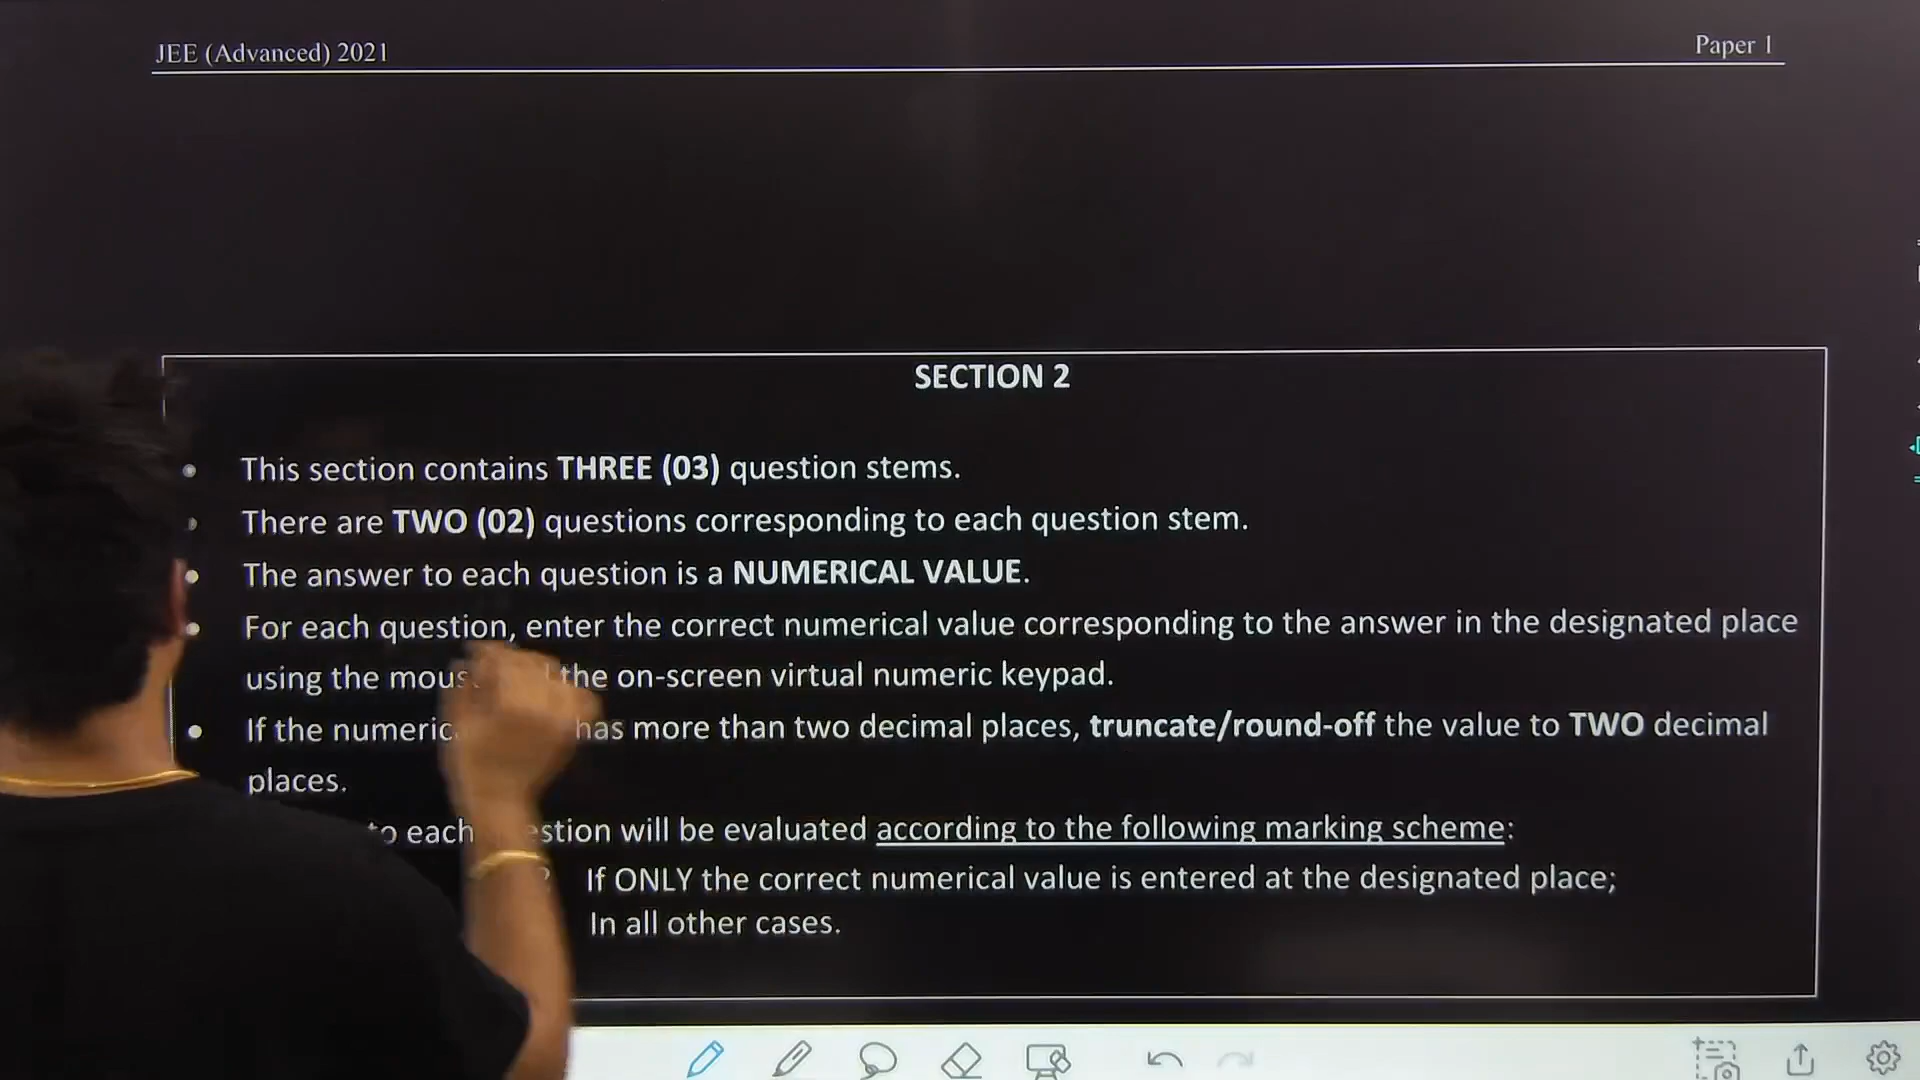 JEE (Advanced) 2021
Paper 1
SECTION 2
• This section contains THREE (03) question stems.
• There are TWO (02) questions corresponding to each question stem.
• The answer to each question is a NUMERICAL VALUE.
• For each question, enter the correct numerical value corresponding to the answer in the designated place
using the the on-screen virtual numeric keypad.
• If the has more than two decimal places, truncate/round-off the value to TWO decimal
places.
to each will be evaluated according to the following marking scheme:
If ONLY the correct numerical value is entered at the designated place;
In all other cases.